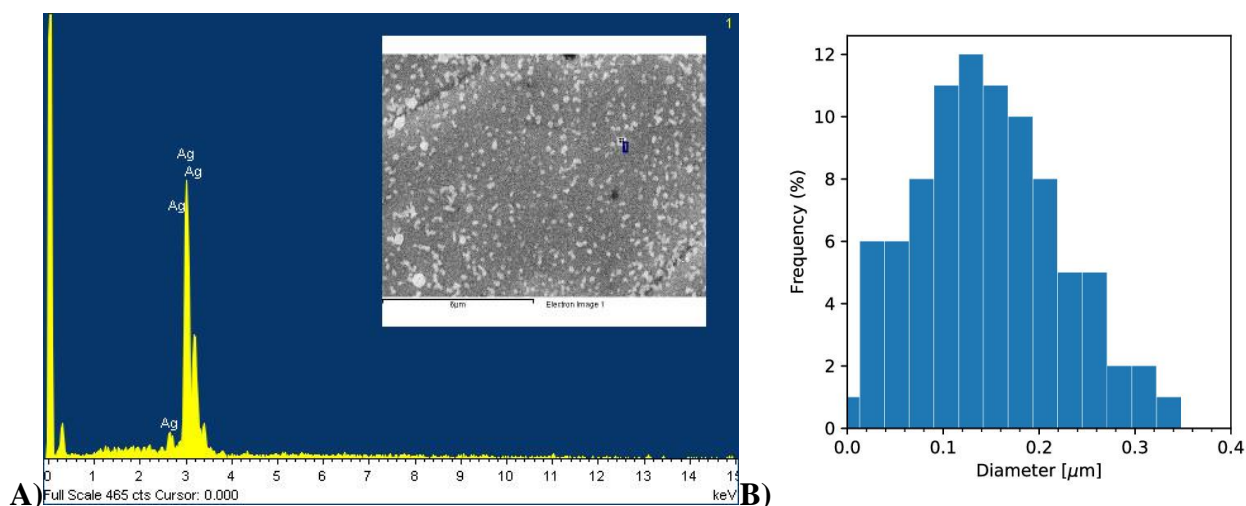 1
Ag
Ag
Ag
Ag
6µm Electron Image 1
0 1 2 3 4 5 6 7 8 9 10 11 12 13 14 15
Full Scale 465 cts Cursor: 0.000 keV
A)
12
10
8
6
4
2
0
Frequency (%)
0.0 0.1 0.2 0.3 0.4
Diameter [µm]
B)